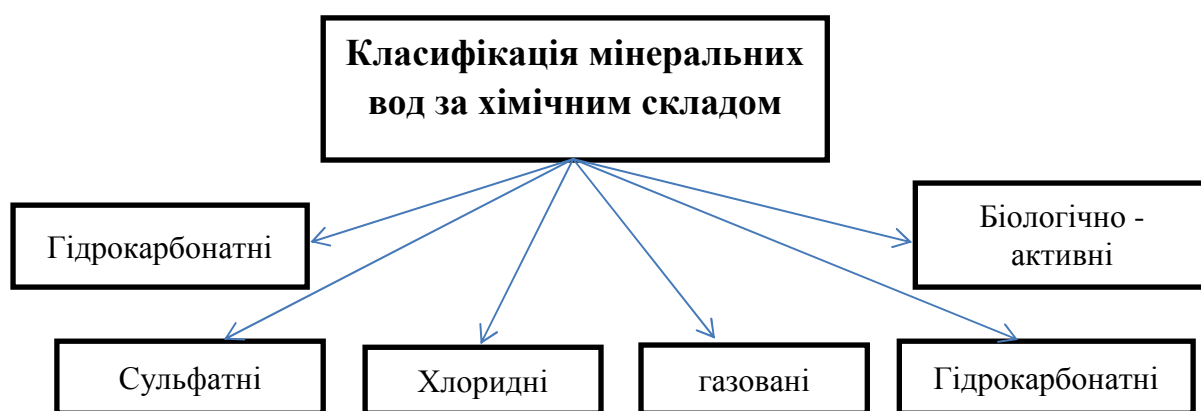 Класифікація мінеральних
вод за хімічним складом
Гідрокарбонатні
Біологічно -
активні
Сульфатні
Хлоридні
газовані
Гідрокарбонатні